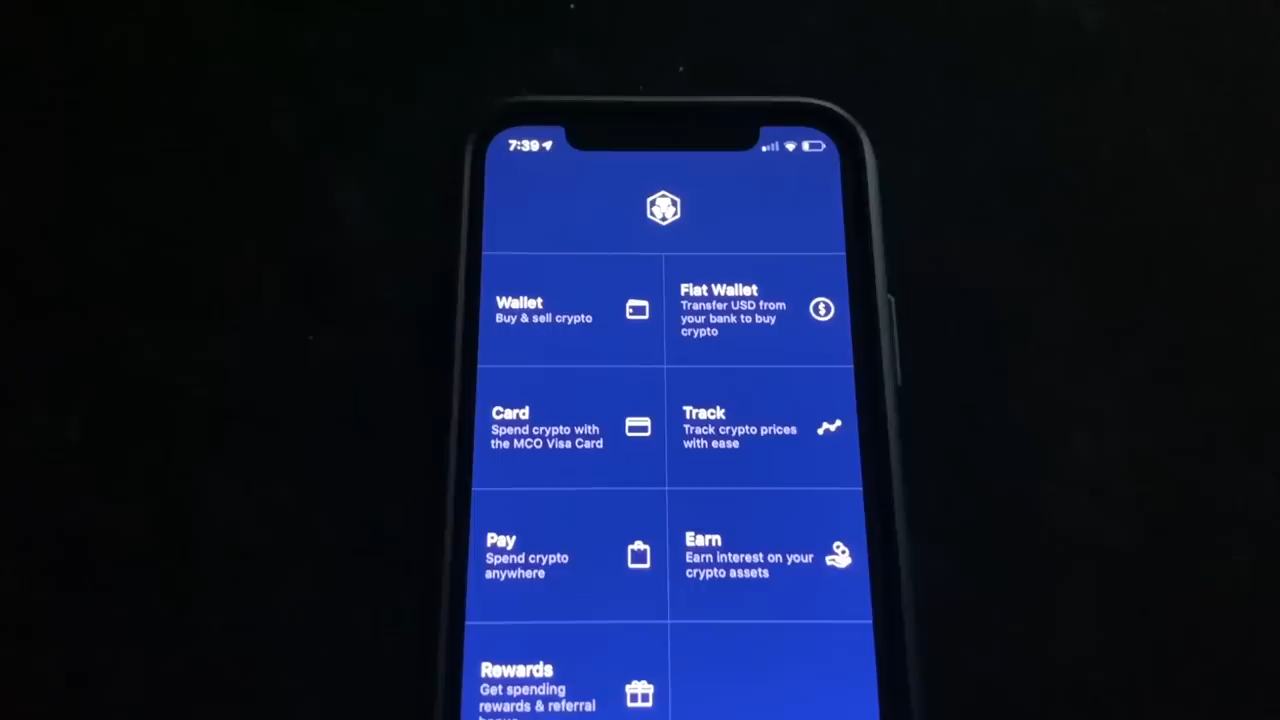 7:39
Wallet
Buy & sell crypto
Fiat Wallet
Transfer USD from
your bank to buy
crypto
Card
Spend crypto with
the MCO Visa Card
Track
Track crypto prices
with ease
Pay
Spend crypto
anywhere
Earn
Earn interest on your
crypto assets
Rewards
Get spending
rewards & referral